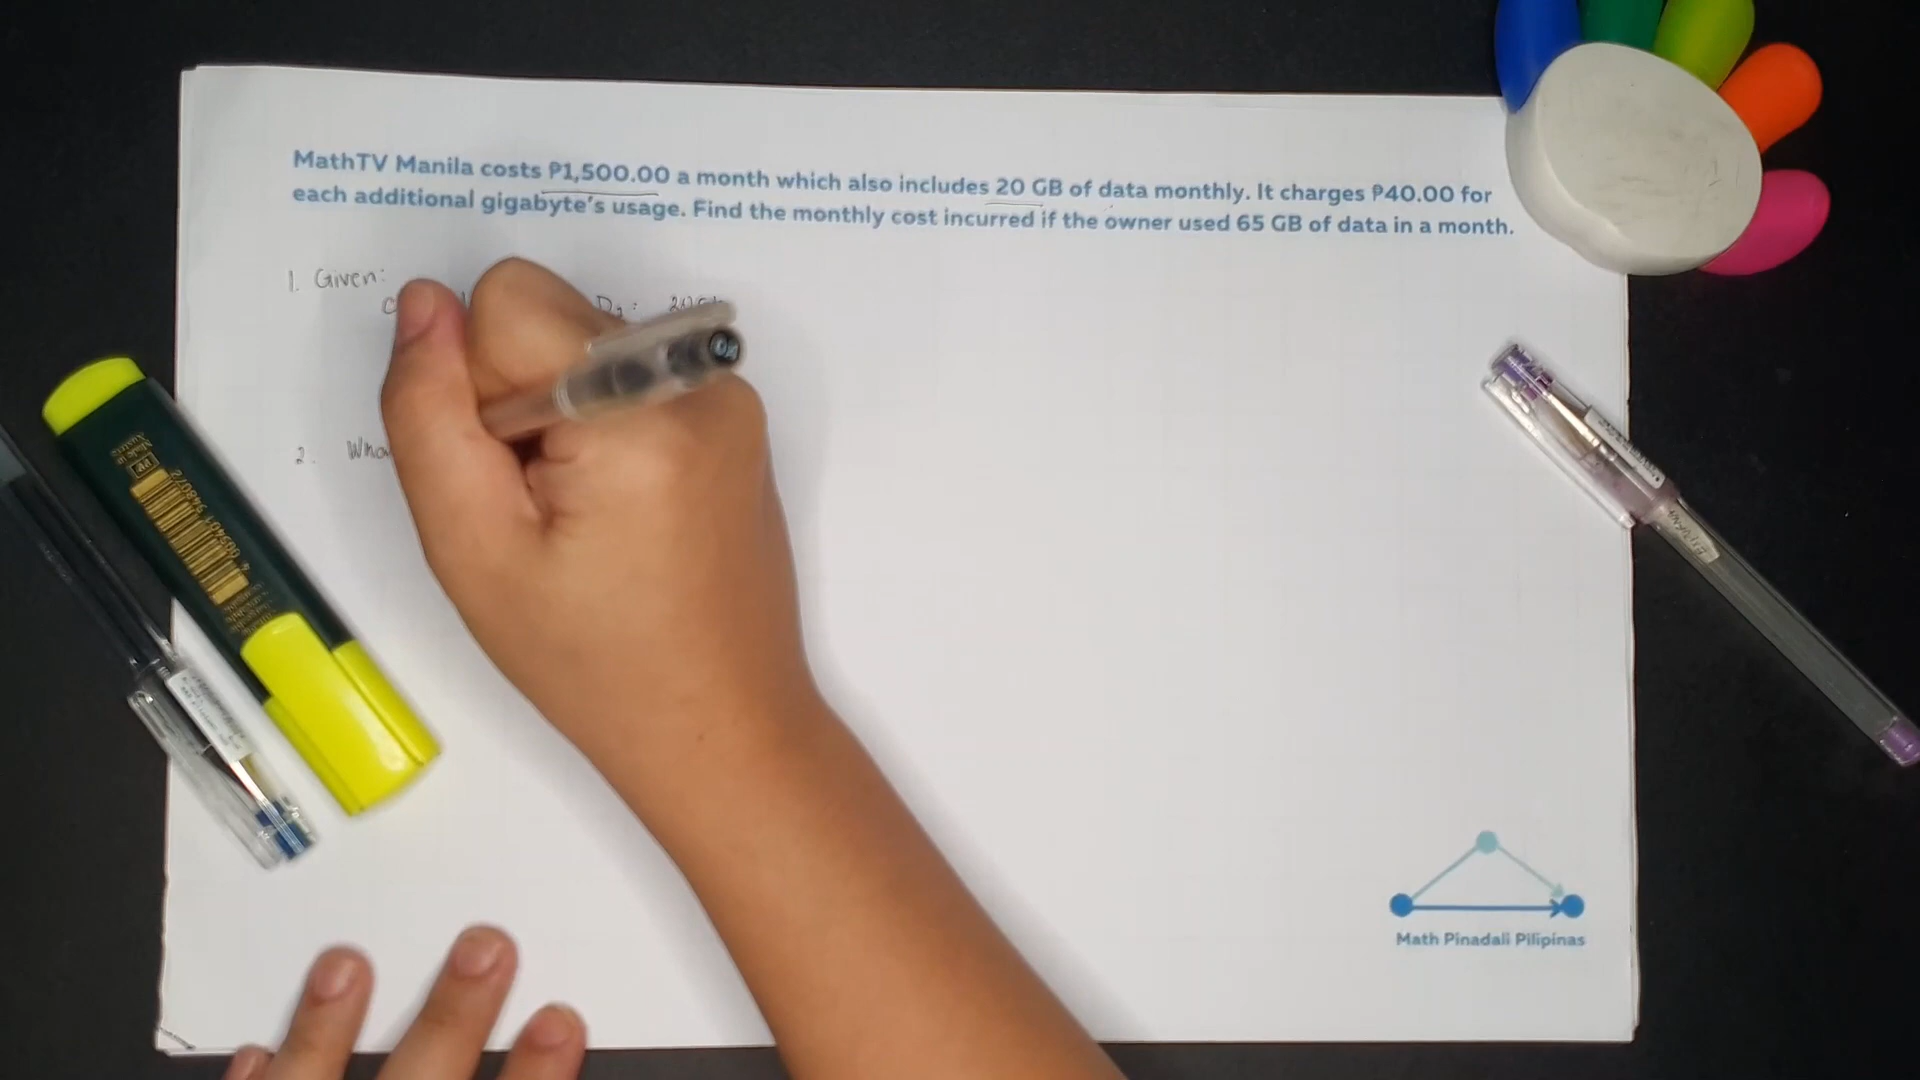 MathTV Manila costs ₱1,500.00 a month which also includes 20 GB of data monthly. It charges ₱40.00 for
each additional gigabyte's usage. Find the monthly cost incurred if the owner used 65 GB of data in a month.
1. Given:
2.
Math Pinadali Pilipinas